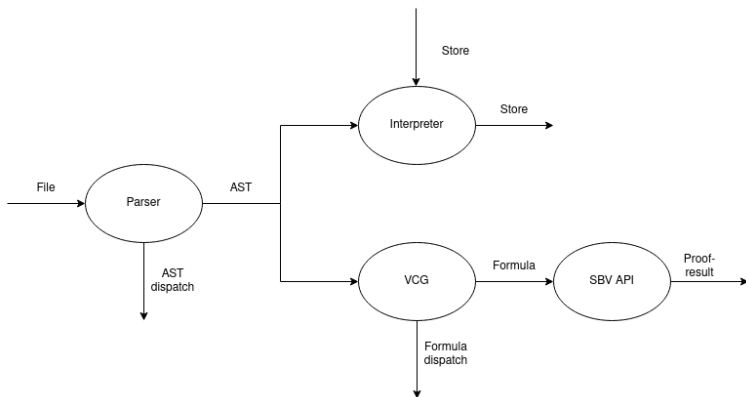 Store
Interpreter
Store
File
Parser
AST
AST
dispatch
VCG
Formula
SBV API
Proof-
result
Formula
dispatch